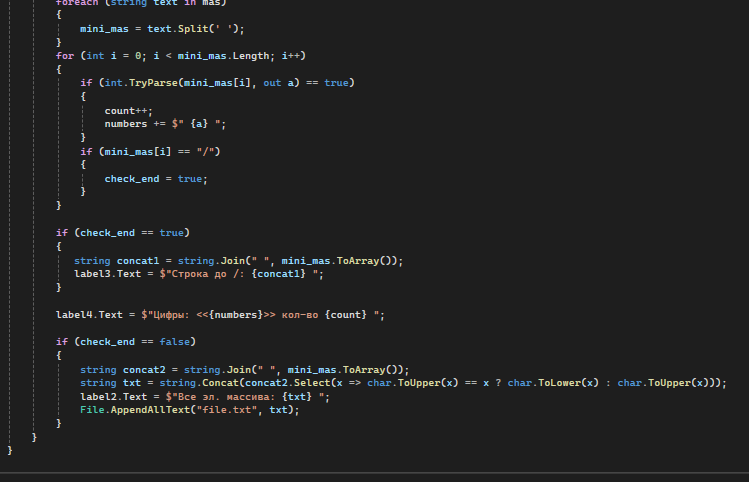 foreach (string text in mas)
{
mini_mas = text.Split(' ');
}
for (int i = 0; i < mini_mas.Length; i++)
{
if (int.TryParse(mini_mas[i], out a) == true)
{
count++;
numbers += $" {a} ";
}
if (mini_mas[i] == "/")
{
check_end = true;
}
}
if (check_end == true)
{
string concat1 = string.Join(" ", mini_mas.ToArray());
label3.Text = $"Строка до /: {concat1} ";
}
label4.Text = $"Цифры: <<{numbers}>> кол-во {count} ";
if (check_end == false)
{
string concat2 = string.Join(" ", mini_mas.ToArray());
string txt = string.Concat(concat2.Select(x => char.ToUpper(x) == x ? char.ToLower(x) : char.ToUpper(x)));
label2.Text = $"Все эл. массива: {txt} ";
File.AppendAllText("file.txt", txt);
}
}
}